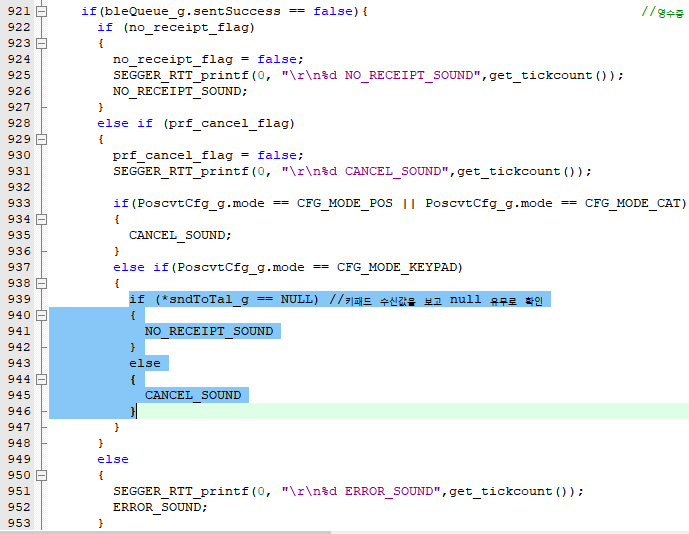 921 if(bleQueue_g.sentSuccess == false){ //영수증
922 if (no_receipt_flag)
923 {
924 no_receipt_flag = false;
925 SEGGER_RTT_printf(0, "\r\n%d NO_RECEIPT_SOUND",get_tickcount());
926 NO_RECEIPT_SOUND;
927 }
928 else if (prf_cancel_flag)
929 {
930 prf_cancel_flag = false;
931 SEGGER_RTT_printf(0, "\r\n%d CANCEL_SOUND",get_tickcount());
932
933 if(PoscvtCfg_g.mode == CFG_MODE_POS || PoscvtCfg_g.mode == CFG_MODE_CAT)
934 {
935 CANCEL_SOUND;
936 }
937 else if(PoscvtCfg_g.mode == CFG_MODE_KEYPAD)
938 {
939 if (*sndToTal_g == NULL) //키패드 수신값을 보고 null 유무로 확인
940 {
941 NO_RECEIPT_SOUND
942 }
943 else
944 {
945 CANCEL_SOUND
946 }
947 }
948 }
949 else
950 {
951 SEGGER_RTT_printf(0, "\r\n%d ERROR_SOUND",get_tickcount());
952 ERROR_SOUND;
953 }